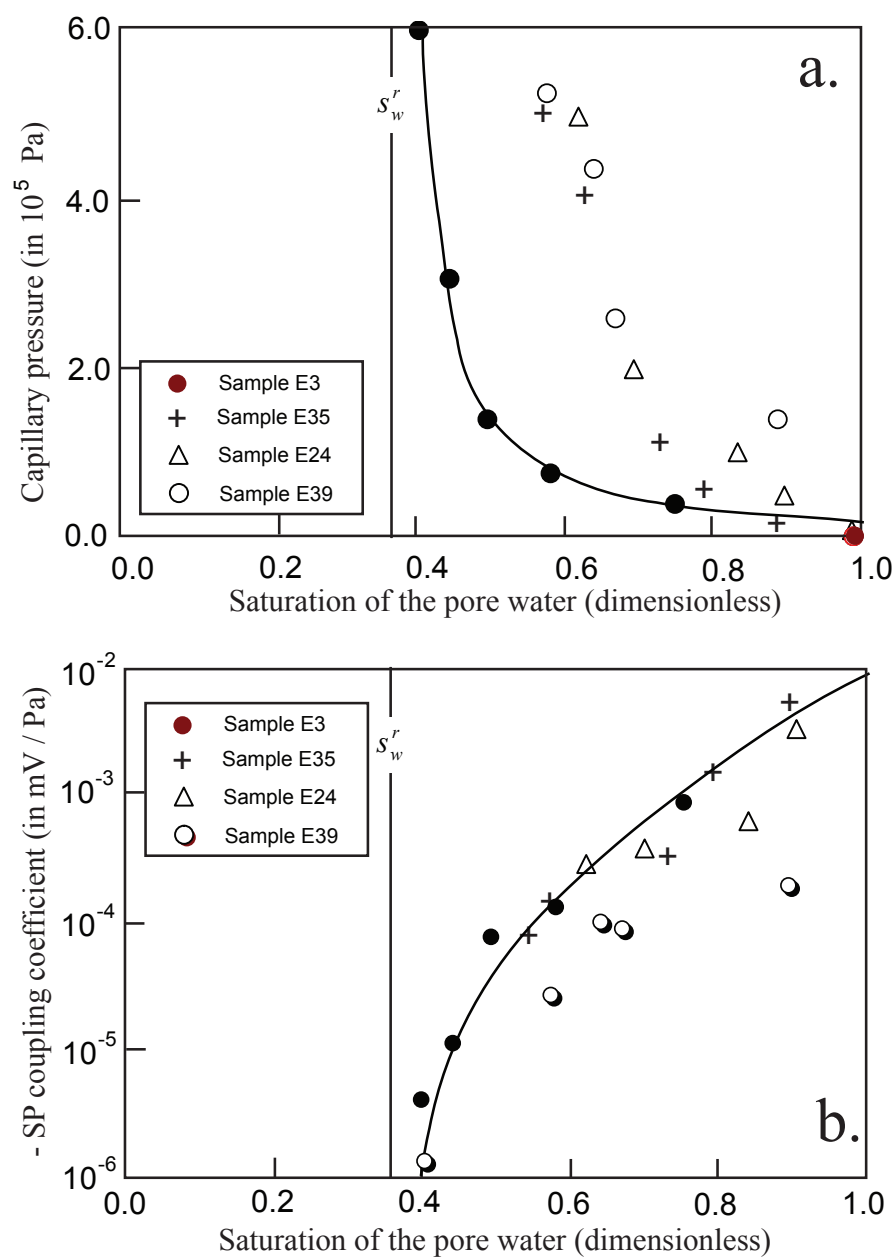 6.0
a.
s_w^r
Capillary pressure (in 10^5 Pa)
4.0
2.0
Sample E3
Sample E35
Sample E24
Sample E39
0.0
0.0 0.2 0.4 0.6 0.8 1.0
Saturation of the pore water (dimensionless)
10^-2
Sample E3
Sample E35
Sample E24
Sample E39
s_w^r
- SP coupling coefficient (in mV / Pa)
10^-3
10^-4
10^-5
b.
10^-6
0.0 0.2 0.4 0.6 0.8 1.0
Saturation of the pore water (dimensionless)